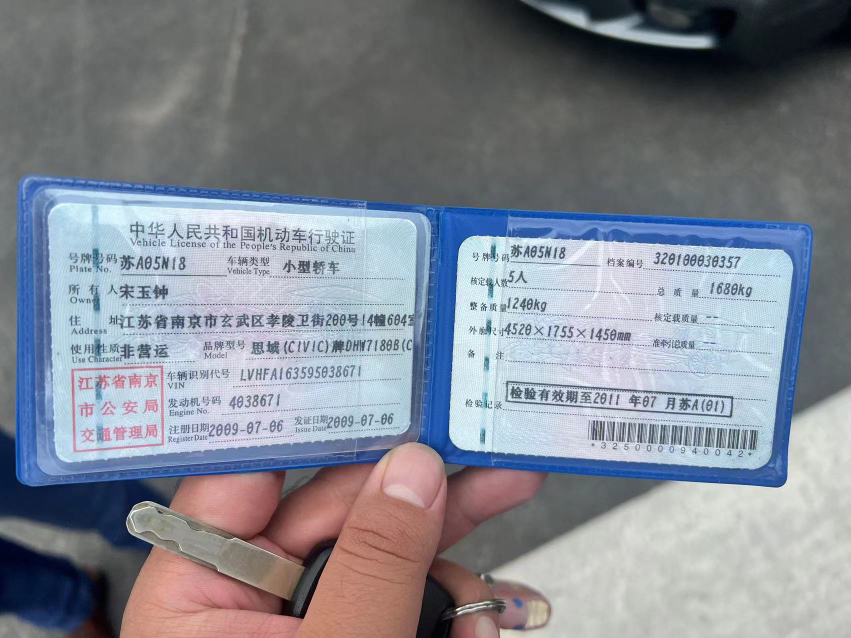 中华人民共和国机动车行驶证
Vehicle License of the People's Republic of China
号牌号码 苏A05N18 车辆类型 小型轿车
Plate No. Vehicle Type
所有人 宋玉钟
Owner
住址 江苏省南京市玄武区孝陵卫街200号14幢604室
Address
使用性质 非营运 品牌型号 思域(CIVIC)牌DHW7180B(C
Use Character Model
江苏省南京
市公安局
交通管理局
车辆识别代号 LVHFA163595038671
VIN
发动机号码 4038671
Engine No.
注册日期 2009-07-06 发证日期 2009-07-06
Register Date Issue Date
号牌号码 苏A05N18 档案编号 320100030357
核定载人数 5人 总质量 1680kg
整备质量 1240kg 核定载质量 --
外廓尺寸 4520×1755×1450mm 准牵引总质量 --
备注
检验记录 检验有效期至2011 年07 月苏A(01)
*3250000940042*